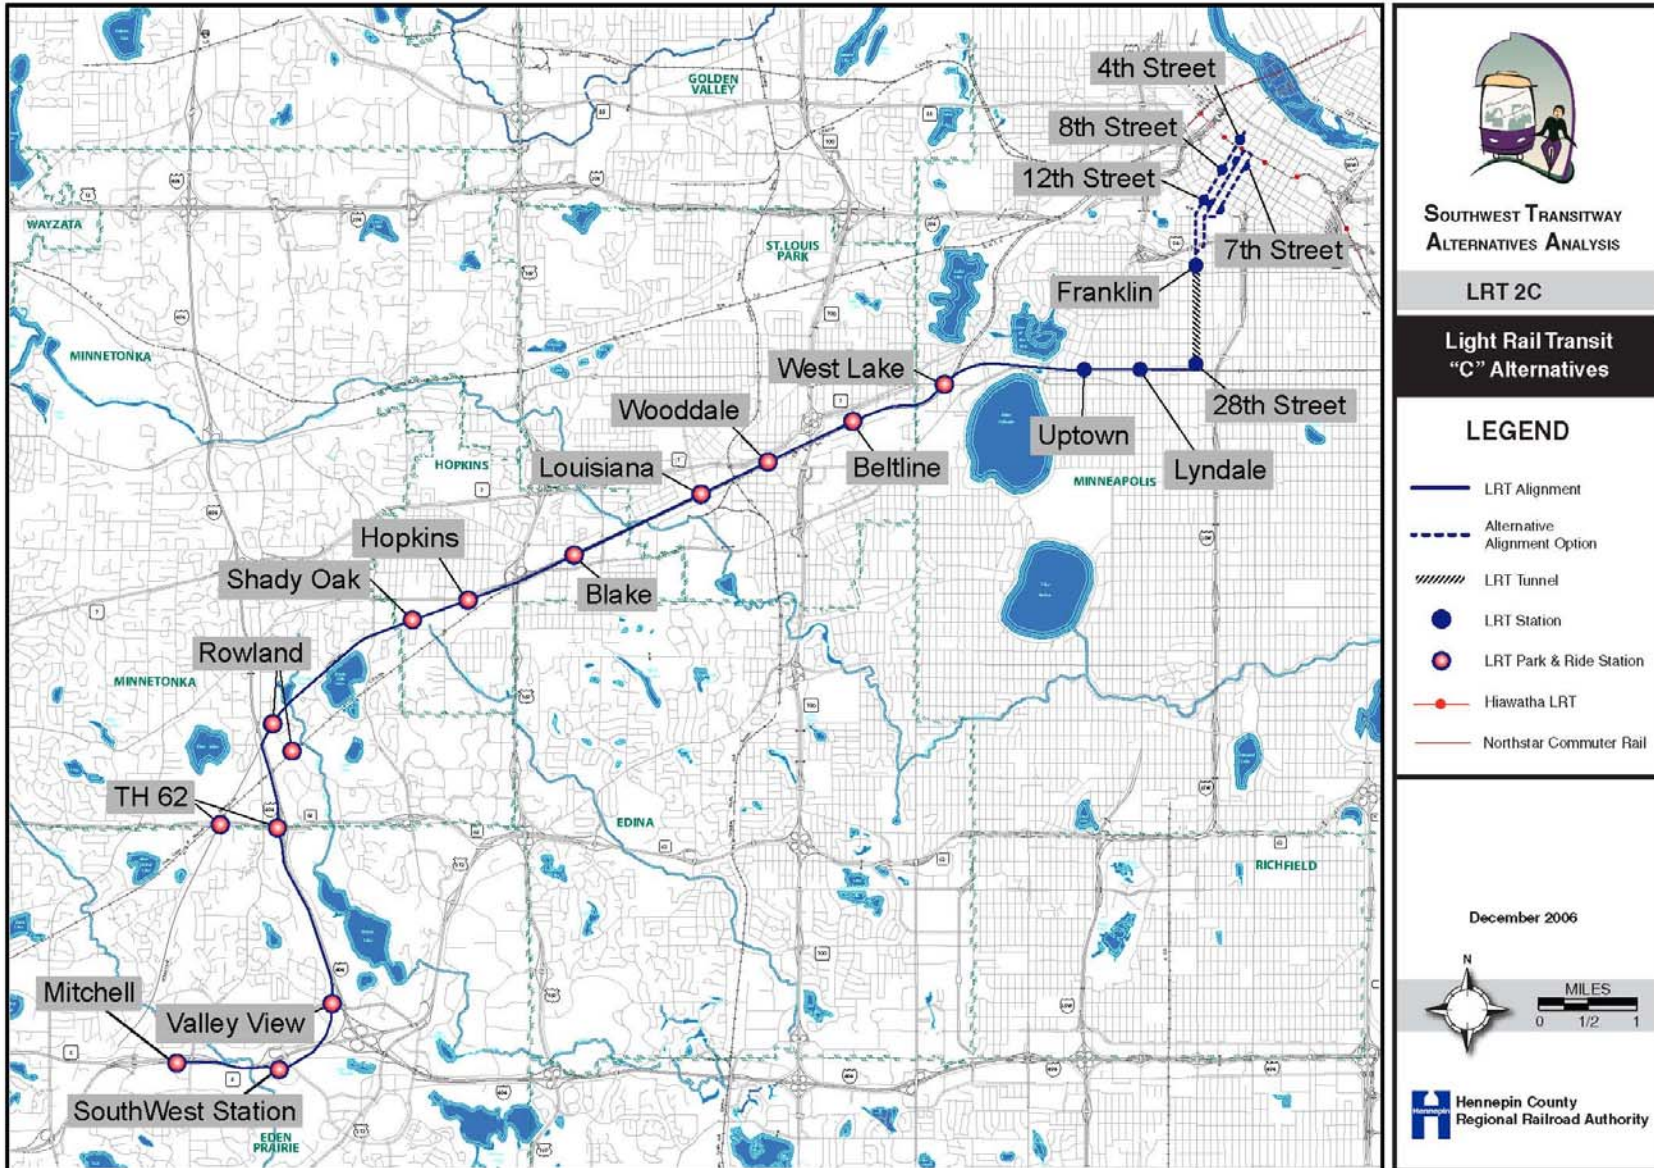 4th Street
GOLDEN
VALLEY
8th Street
12th Street
WAYZATA
ST.LOUIS
PARK
7th Street
Franklin
MINNETONKA
West Lake
Wooddale
28th Street
Uptown
HOPKINS
Louisiana
Beltline
Lyndale
MINNEAPOLIS
Hopkins
Shady Oak
Blake
Rowland
MINNETONKA
TH 62
EDINA
RICHFIELD
Mitchell
Valley View
SouthWest Station
EDEN
PRAIRIE
SOUTHWEST TRANSITWAY
ALTERNATIVES ANALYSIS
LRT 2C
Light Rail Transit
“C” Alternatives
LEGEND
LRT Alignment
Alternative
Alignment Option
LRT Tunnel
LRT Station
LRT Park & Ride Station
Hiawatha LRT
Northstar Commuter Rail
December 2006
N
MILES
0 1/2 1
Hennepin
Hennepin County
Regional Railroad Authority